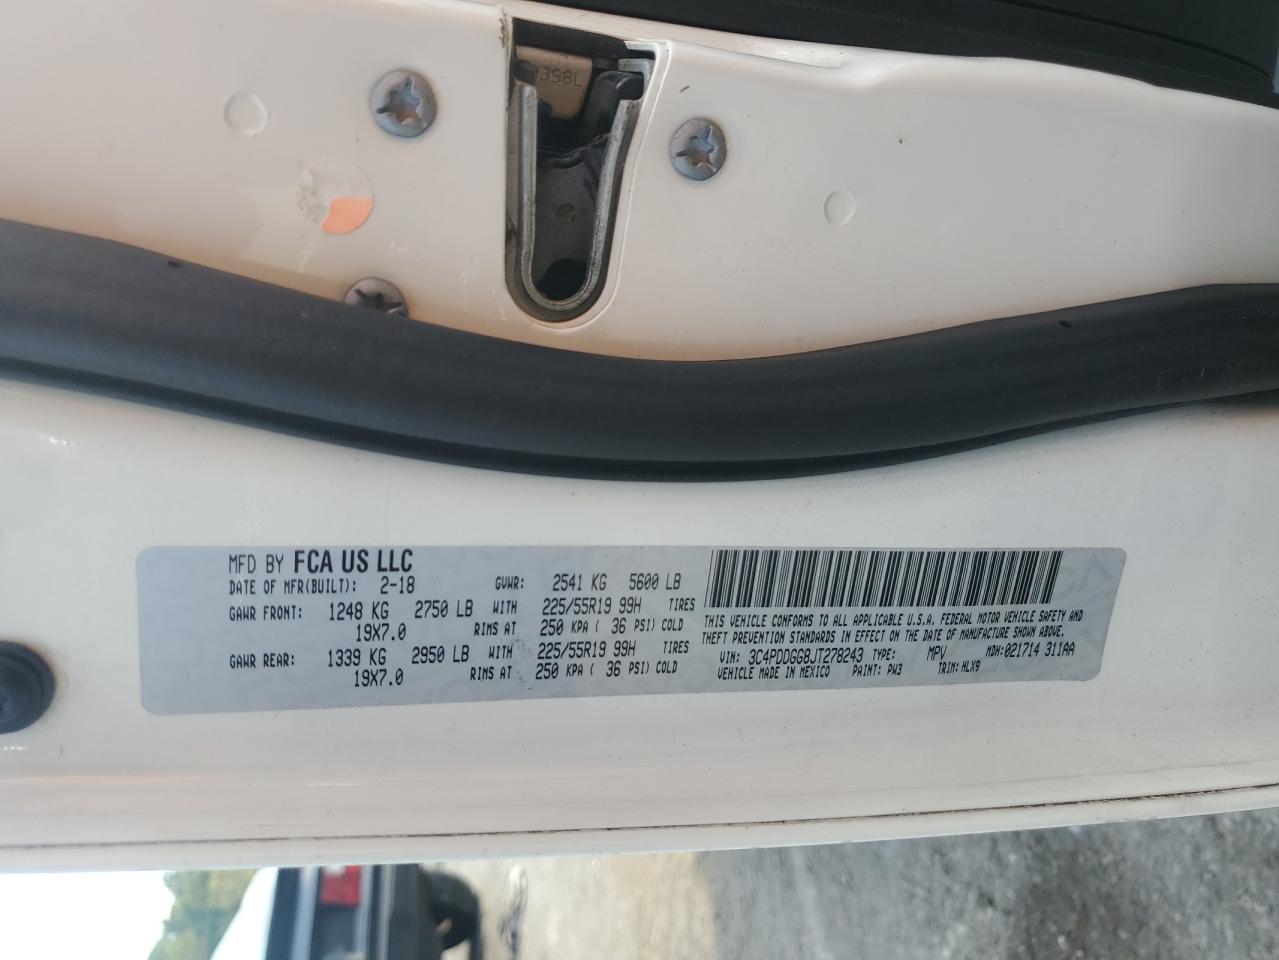 398L
MFD BY FCA US LLC
DATE OF MFR(BUILT): 2-18 GVWR: 2541 KG 5600 LB
GAWR FRONT: 1248 KG 2750 LB WITH 225/55R19 99H TIRES
19X7.0 RIMS AT 250 KPA ( 36 PSI) COLD
GAWR REAR: 1339 KG 2950 LB WITH 225/55R19 99H TIRES
19X7.0 RIMS AT 250 KPA ( 36 PSI) COLD
THIS VEHICLE CONFORMS TO ALL APPLICABLE U.S.A. FEDERAL MOTOR VEHICLE SAFETY AND
THEFT PREVENTION STANDARDS IN EFFECT ON THE DATE OF MANUFACTURE SHOWN ABOVE.
VIN: 3C4PDDGG8JT278243 TYPE: MPV MDH: 021714 311AA
VEHICLE MADE IN MEXICO PAINT: PW3 TRIM: HLX9